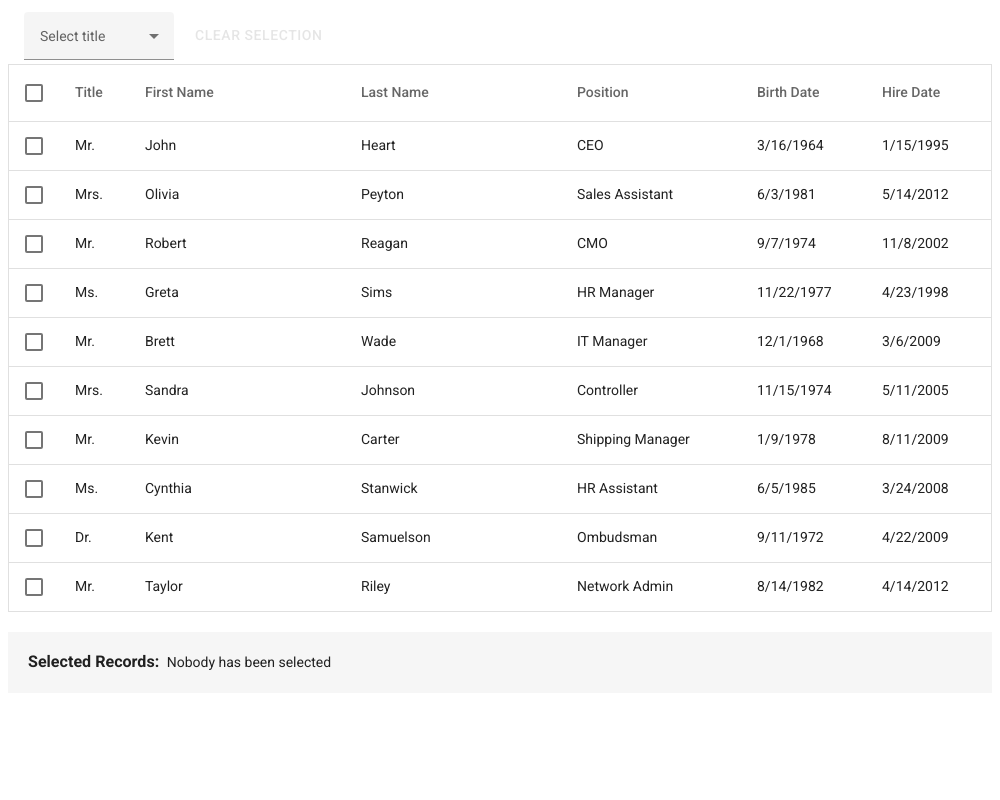 Select title CLEAR SELECTION
Title First Name Last Name Position Birth Date Hire Date
Mr. John Heart CEO 3/16/1964 1/15/1995
Mrs. Olivia Peyton Sales Assistant 6/3/1981 5/14/2012
Mr. Robert Reagan CMO 9/7/1974 11/8/2002
Ms. Greta Sims HR Manager 11/22/1977 4/23/1998
Mr. Brett Wade IT Manager 12/1/1968 3/6/2009
Mrs. Sandra Johnson Controller 11/15/1974 5/11/2005
Mr. Kevin Carter Shipping Manager 1/9/1978 8/11/2009
Ms. Cynthia Stanwick HR Assistant 6/5/1985 3/24/2008
Dr. Kent Samuelson Ombudsman 9/11/1972 4/22/2009
Mr. Taylor Riley Network Admin 8/14/1982 4/14/2012
Selected Records: Nobody has been selected